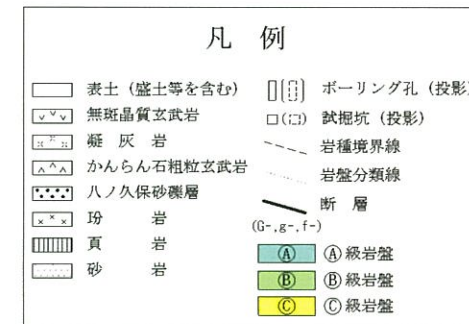 凡 例
表土 (盛土等を含む)
無斑晶質玄武岩
凝灰岩
かんらん石粗粒玄武岩
八ノ久保砂礫層
玢岩
頁岩
砂岩
ボーリング孔 (投影)
試掘坑 (投影)
岩種境界線
岩盤分類線
断層
(G-,g-,f-)
Ⓐ Ⓐ級岩盤
Ⓑ Ⓑ級岩盤
Ⓒ Ⓒ級岩盤